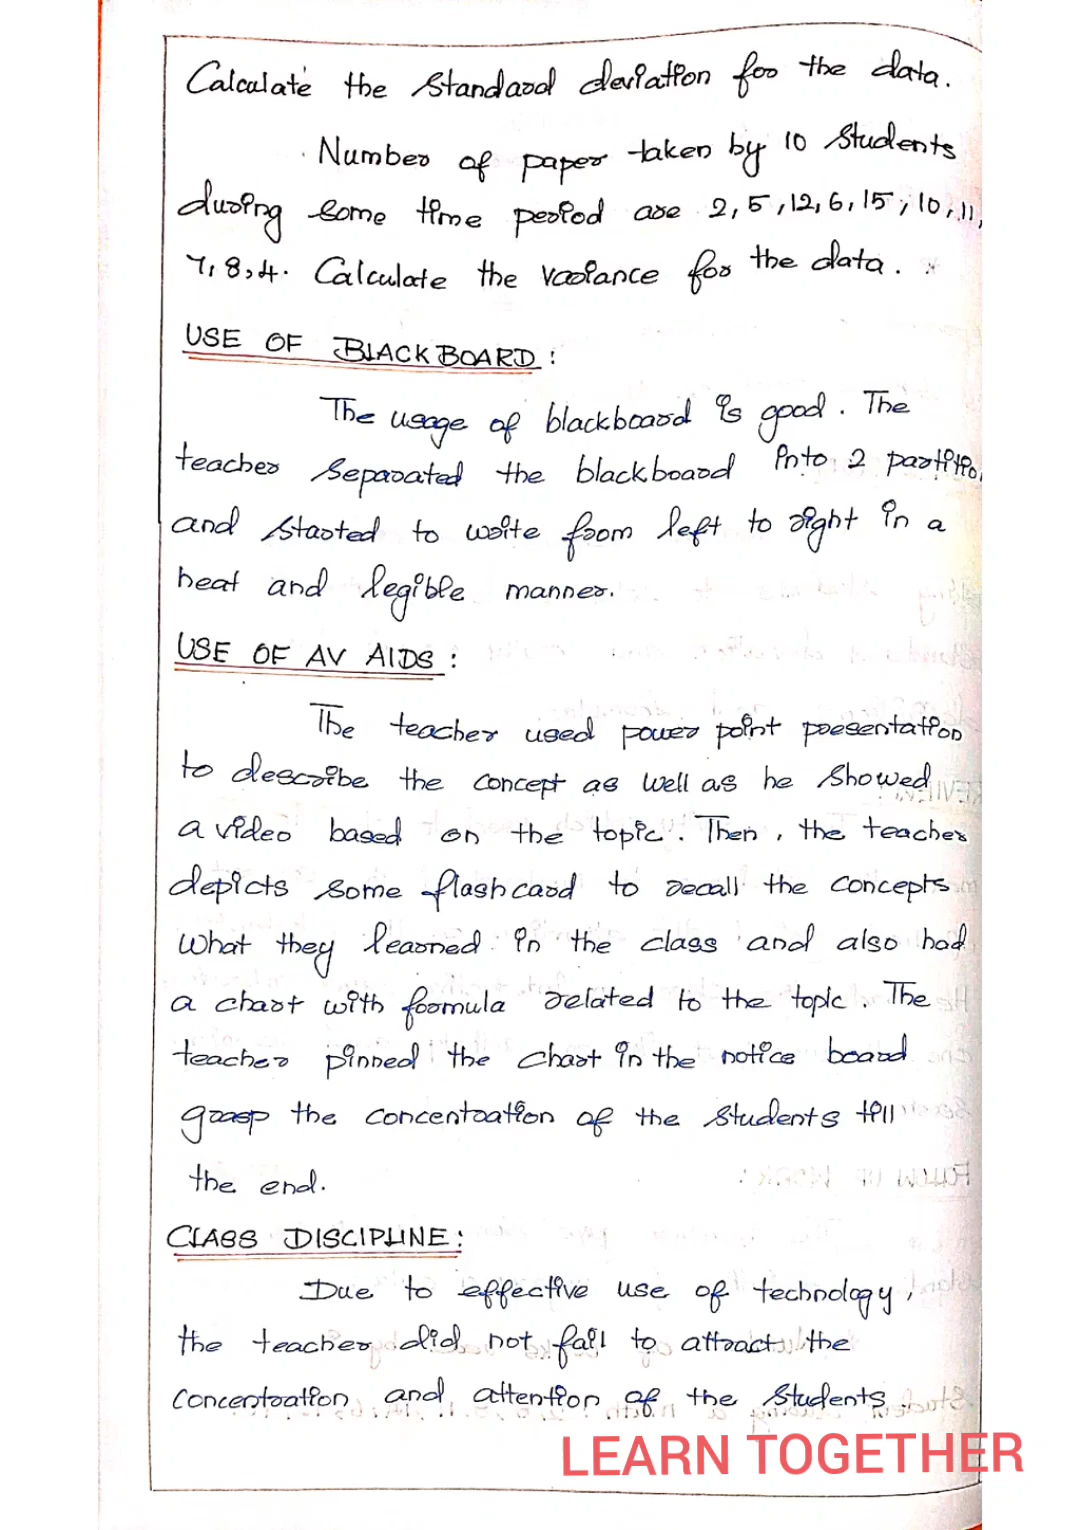 Calculate the standard deviation for the data.
Number of paper taken by 10 students
during some time period are 2, 5, 12, 6, 15, 10, 11,
7, 8, 4. Calculate the variance for the data.
USE OF BLACKBOARD :
The usage of blackboard is good. The
teacher separated the blackboard into 2 partitio
and started to write from left to right in a
neat and legible manner.
USE OF AV AIDS :
The teacher used power point presentation
to describe the concept as well as he showed
a video based on the topic. Then, the teacher
depicts some flashcard to recall the concepts
what they learned in the class and also had
a chart with formula related to the topic. The
teacher pinned the chart in the notice board
grasp the concentration of the students till
the end.
CLASS DISCIPLINE :
Due to effective use of technology,
the teacher did not fail to attract the
concentration and attention of the students.
LEARN TOGETHER